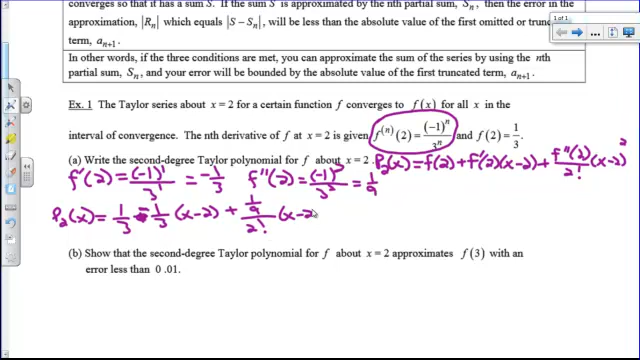 converges so that it has a sum S. If the sum S is approximated by the nth partial sum, Sₙ, then the error in the
approximation, |Rₙ| which equals |S − Sₙ|, will be less than the absolute value of the first omitted or truncated
term, aₙ₊₁.
In other words, if the three conditions are met, you can approximate the sum of the series by using the nth
partial sum, Sₙ, and your error will be bounded by the absolute value of the first truncated term, aₙ₊₁.
Ex. 1 The Taylor series about x = 2 for a certain function f converges to f(x) for all x in the
interval of convergence. The nth derivative of f at x = 2 is given f⁽ⁿ⁾(2) = (−1)ⁿ/3ⁿ and f(2) = 1/3.
(a) Write the second-degree Taylor polynomial for f about x = 2. P₂(x) = f(2) + f'(2)(x−2) + f''(2)/2! (x−2)²
f'(2) = (−1)¹/3¹ = −1/3 f''(2) = (−1)²/3² = 1/9
P₂(x) = 1/3 − 1/3 (x−2) + (1/9)/2! (x−2
(b) Show that the second-degree Taylor polynomial for f about x = 2 approximates f(3) with an
error less than 0.01.
1 of 1